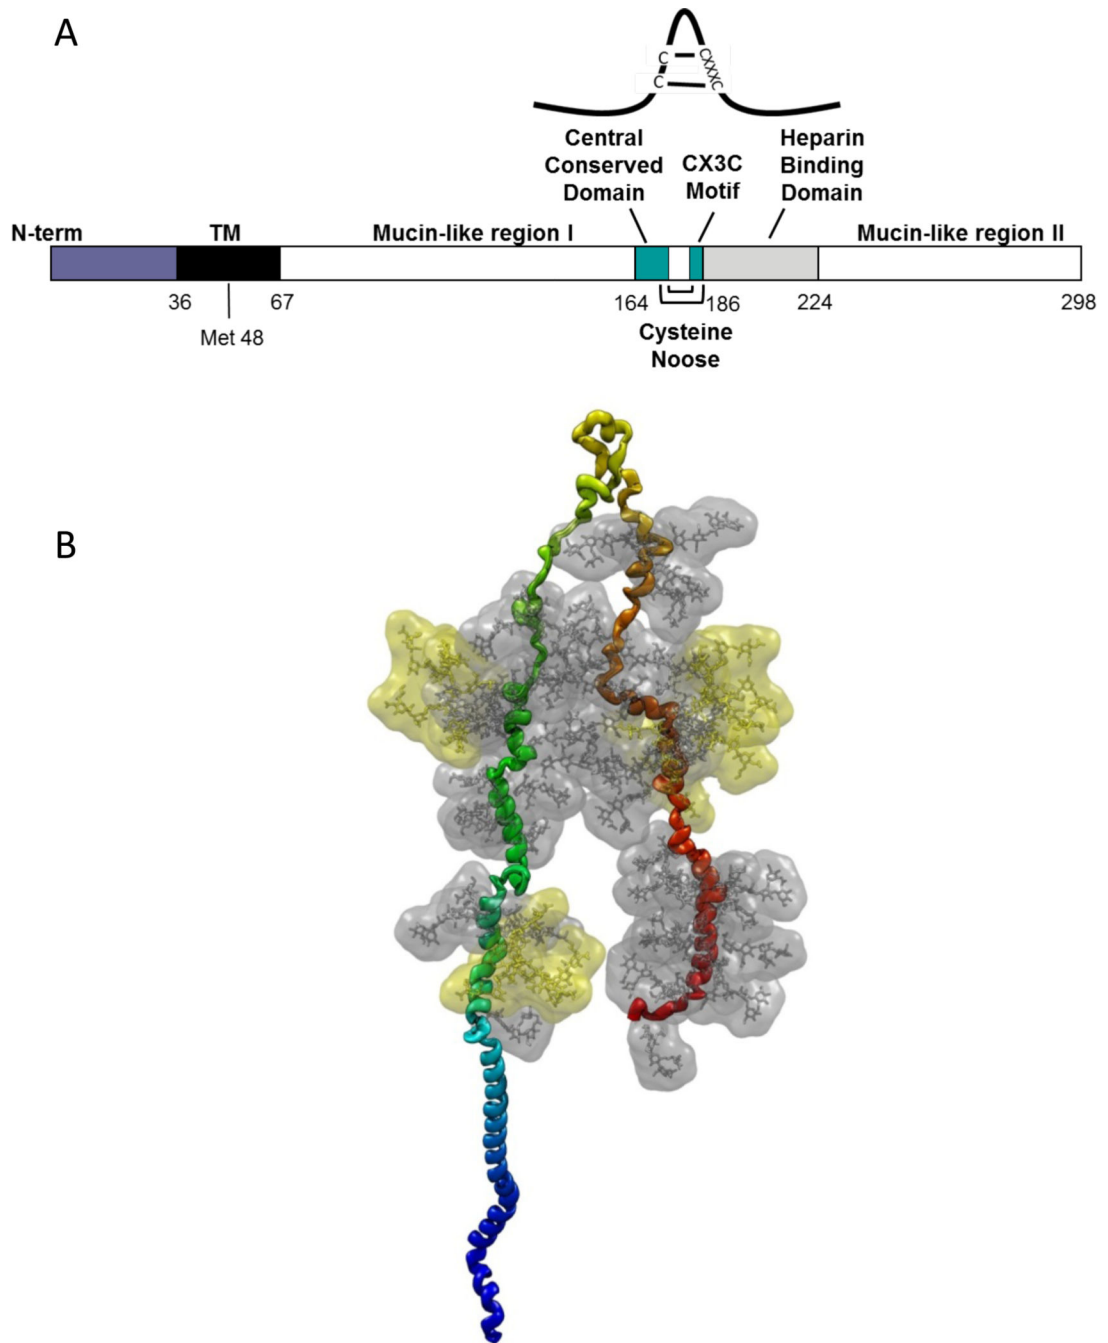 A
C
CXXXC
C
Central
Conserved
Domain
CX3C
Motif
Heparin
Binding
Domain
N-term
TM
Mucin-like region I
Mucin-like region II
36
67
164
186
224
298
Met 48
Cysteine
Noose
B